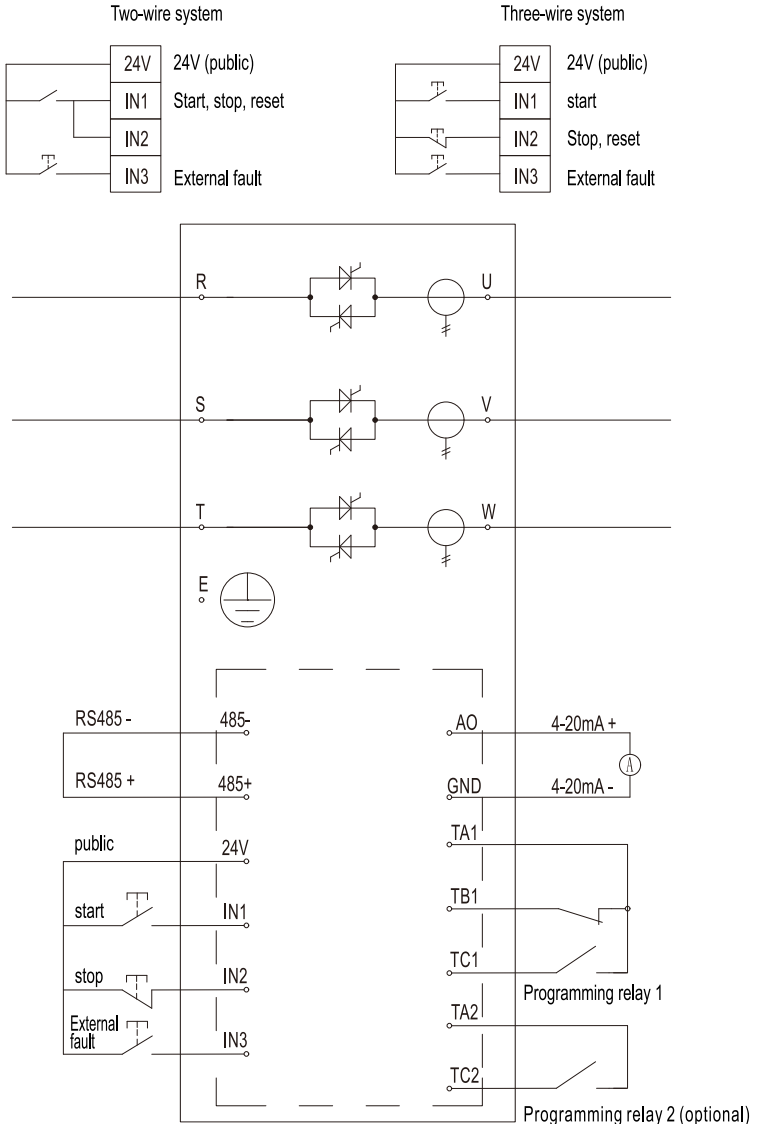 Two-wire system
24V 24V (public)
IN1 Start, stop, reset
IN2
IN3 External fault
Three-wire system
24V 24V (public)
IN1 start
IN2 Stop, reset
IN3 External fault
R U
S V
T W
E
RS485 - 485- AO 4-20mA +
A
RS485 + 485+ GND 4-20mA -
public 24V TA1
start IN1 TB1
stop IN2 TC1
Programming relay 1
External
fault IN3 TA2
TC2
Programming relay 2 (optional)